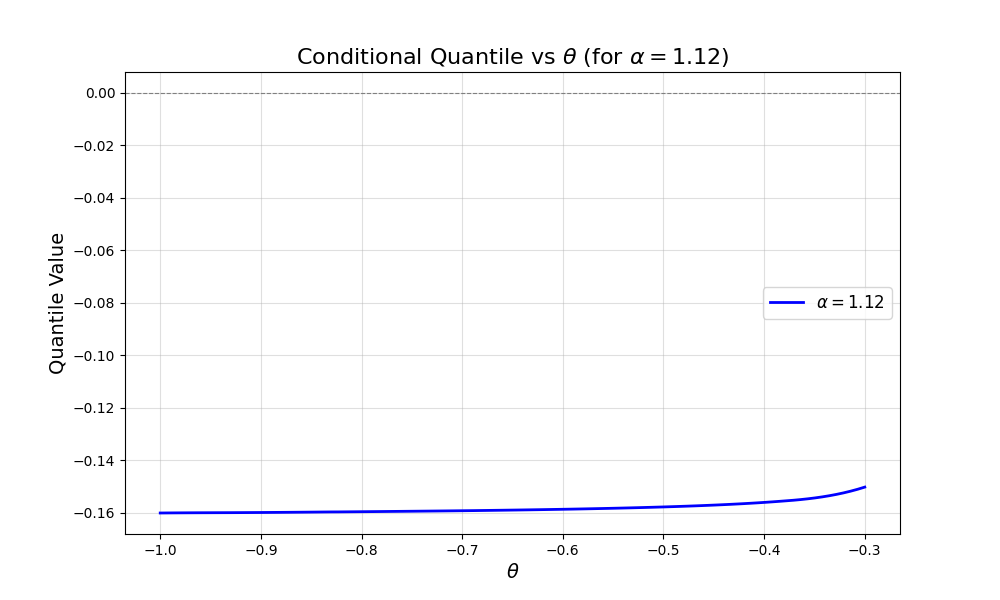 Conditional Quantile vs θ (for α = 1.12)
Quantile Value
0.00
−0.02
−0.04
−0.06
−0.08
−0.10
−0.12
−0.14
−0.16
α = 1.12
−1.0 −0.9 −0.8 −0.7 −0.6 −0.5 −0.4 −0.3
θ